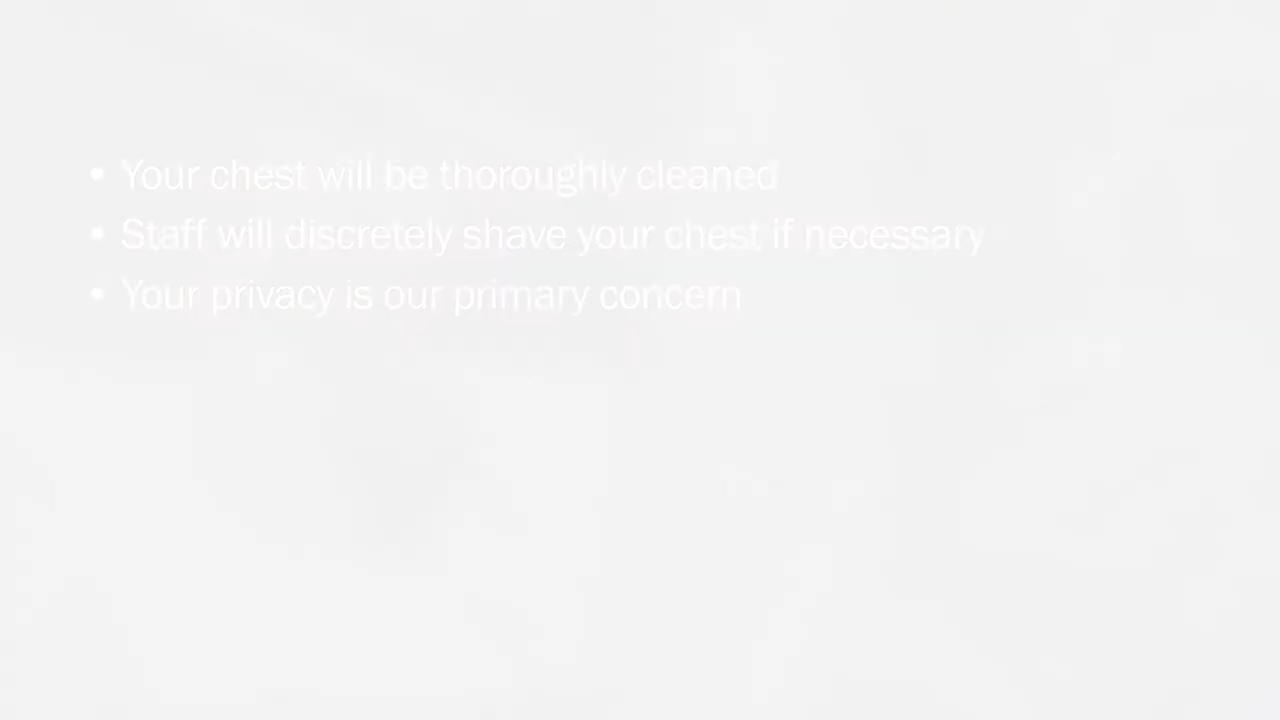 • Your chest will be thoroughly cleaned
• Staff will discretely shave your chest if necessary
• Your privacy is our primary concern